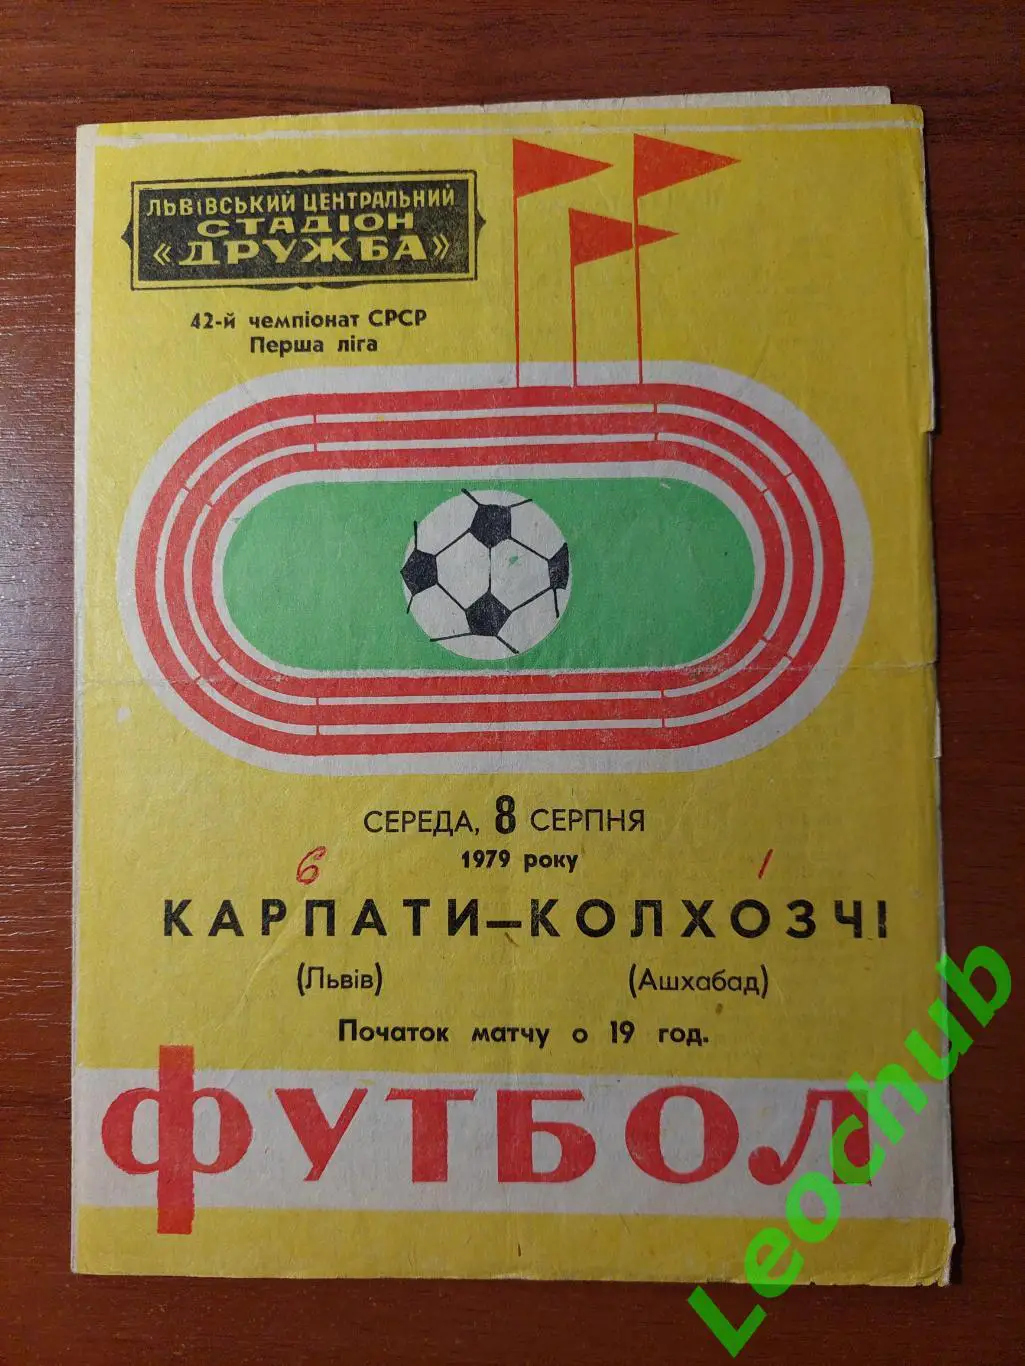 ЛЬВІВСЬКИЙ ЦЕНТРАЛЬНИЙ
СТАДІОН
«ДРУЖБА»
42-й чемпіонат СРСР
Перша ліга
СЕРЕДА, 8 СЕРПНЯ
1979 року
6 1
КАРПАТИ—КОЛХОЗЧІ
(Львів) (Ашхабад)
Початок матчу о 19 год.
ФУТБОЛ
Leochub